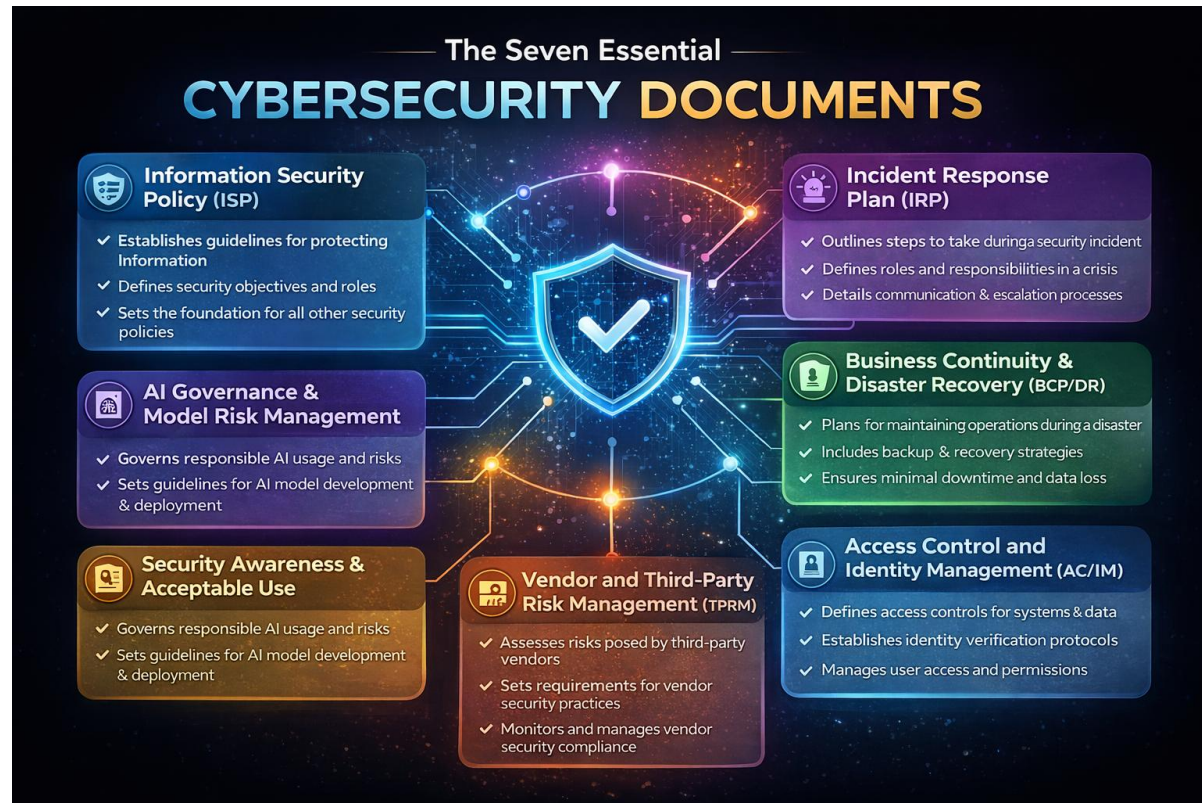 The Seven Essential
CYBERSECURITY DOCUMENTS
Information Security
Policy (ISP)
✓ Establishes guidelines for protecting
Information
✓ Defines security objectives and roles
✓ Sets the foundation for all other security
policies
AI Governance &
Model Risk Management
✓ Governs responsible AI usage and risks
✓ Sets guidelines for AI model development
& deployment
Security Awareness &
Acceptable Use
✓ Governs responsible AI usage and risks
✓ Sets guidelines for AI model development
& deployment
Vendor and Third-Party
Risk Management (TPRM)
✓ Assesses risks posed by third-party
vendors
✓ Sets requirements for vendor
security practices
✓ Monitors and manages vendor
security compliance
Incident Response
Plan (IRP)
✓ Outlines steps to take duringa security incident
✓ Defines roles and responsibilities in a crisis
✓ Details communication & escalation processes
Business Continuity &
Disaster Recovery (BCP/DR)
✓ Plans for maintaining operations during a disaster
✓ Includes backup & recovery strategies
✓ Ensures minimal downtime and data loss
Access Control and
Identity Management (AC/IM)
✓ Defines access controls for systems & data
✓ Establishes identity verification protocols
✓ Manages user access and permissions